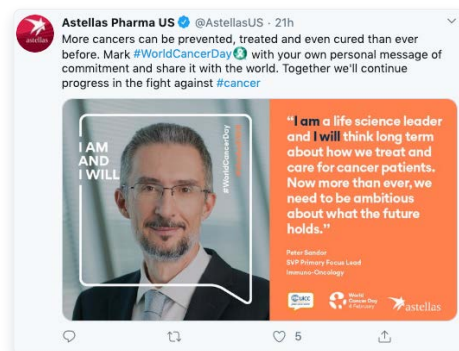 Astellas Pharma US @AstellasUS · 21h
More cancers can be prevented, treated and even cured than ever
before. Mark #WorldCancerDay with your own personal message of
commitment and share it with the world. Together we'll continue
progress in the fight against #cancer
astellas
I AM
AND
I WILL
#WorldCancerDay
“I am a life science leader
and I will think long term
about how we treat and
care for cancer patients.
Now more than ever, we
need to be ambitious
about what the future
holds.”
Peter Sandor
SVP Primary Focus Lead
Immuno-Oncology
UICC
World
Cancer Day
4 February
astellas
5